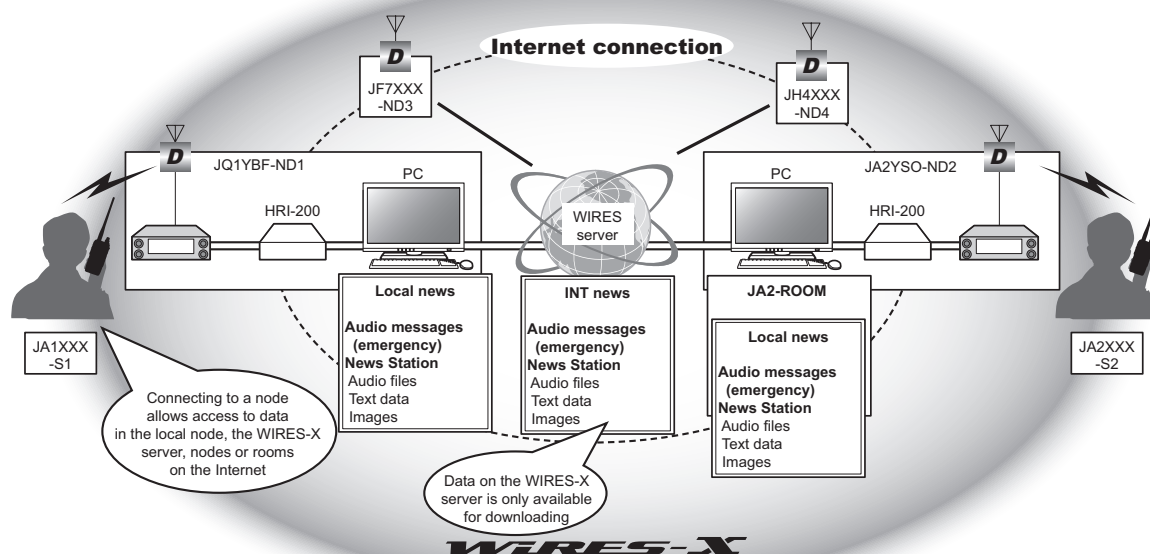 Internet connection
D
JF7XXX
-ND3
D
JH4XXX
-ND4
D
JQ1YBF-ND1
PC
HRI-200
WIRES
server
PC
JA2YSO-ND2
D
HRI-200
JA1XXX
-S1
JA2XXX
-S2
Local news
Audio messages
(emergency)
News Station
Audio files
Text data
Images
INT news
Audio messages
(emergency)
News Station
Audio files
Text data
Images
JA2-ROOM
Local news
Audio messages
(emergency)
News Station
Audio files
Text data
Images
Connecting to a node
allows access to data
in the local node, the WIRES-X
server, nodes or rooms
on the Internet
Data on the WIRES-X
server is only available
for downloading
WIRES-X